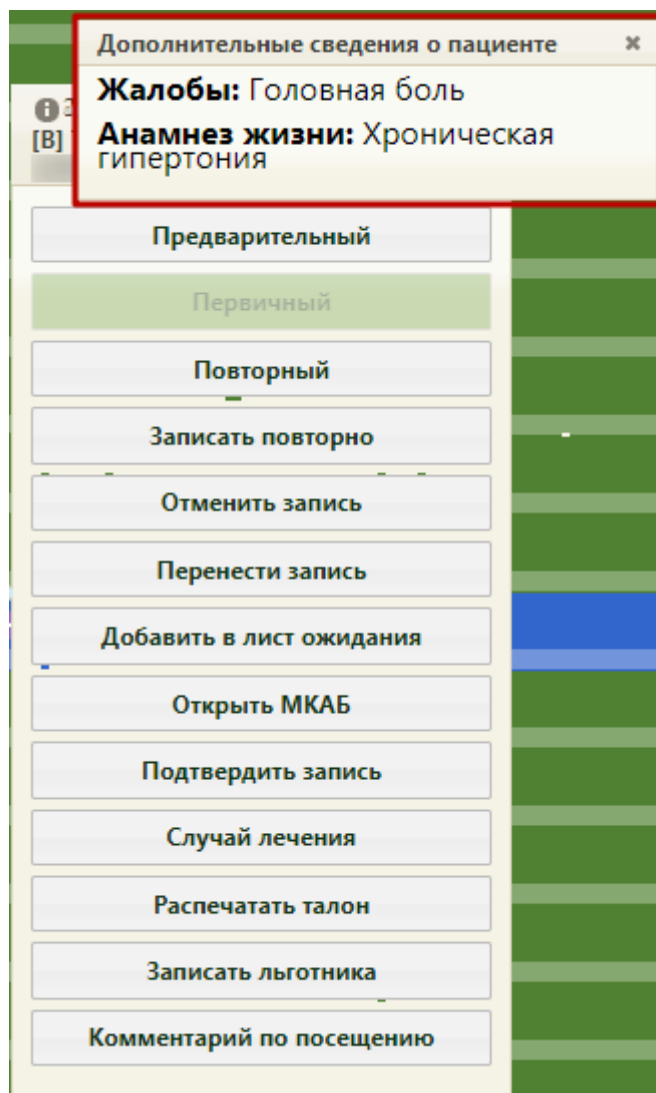 Дополнительные сведения о пациенте
Жалобы: Головная боль
Анамнез жизни: Хроническая
гипертония
[В]
Предварительный
Первичный
Повторный
Записать повторно
Отменить запись
Перенести запись
Добавить в лист ожидания
Открыть МКАБ
Подтвердить запись
Случай лечения
Распечатать талон
Записать льготника
Комментарий по посещению